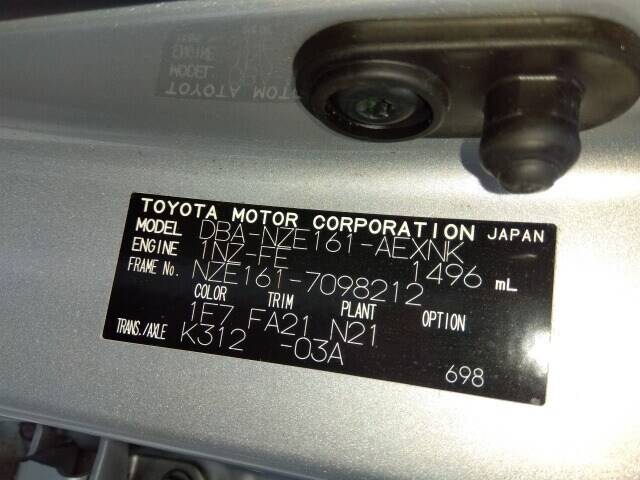 TOYOTA MOTOR CORPORATION JAPAN
MODEL DBA-NZE161-AEXNK
ENGINE 1NZ-FE 1496 mL
FRAME No. NZE161-7098212
COLOR TRIM PLANT OPTION
1E7 FA21 N21
TRANS./AXLE K312 -03A
698